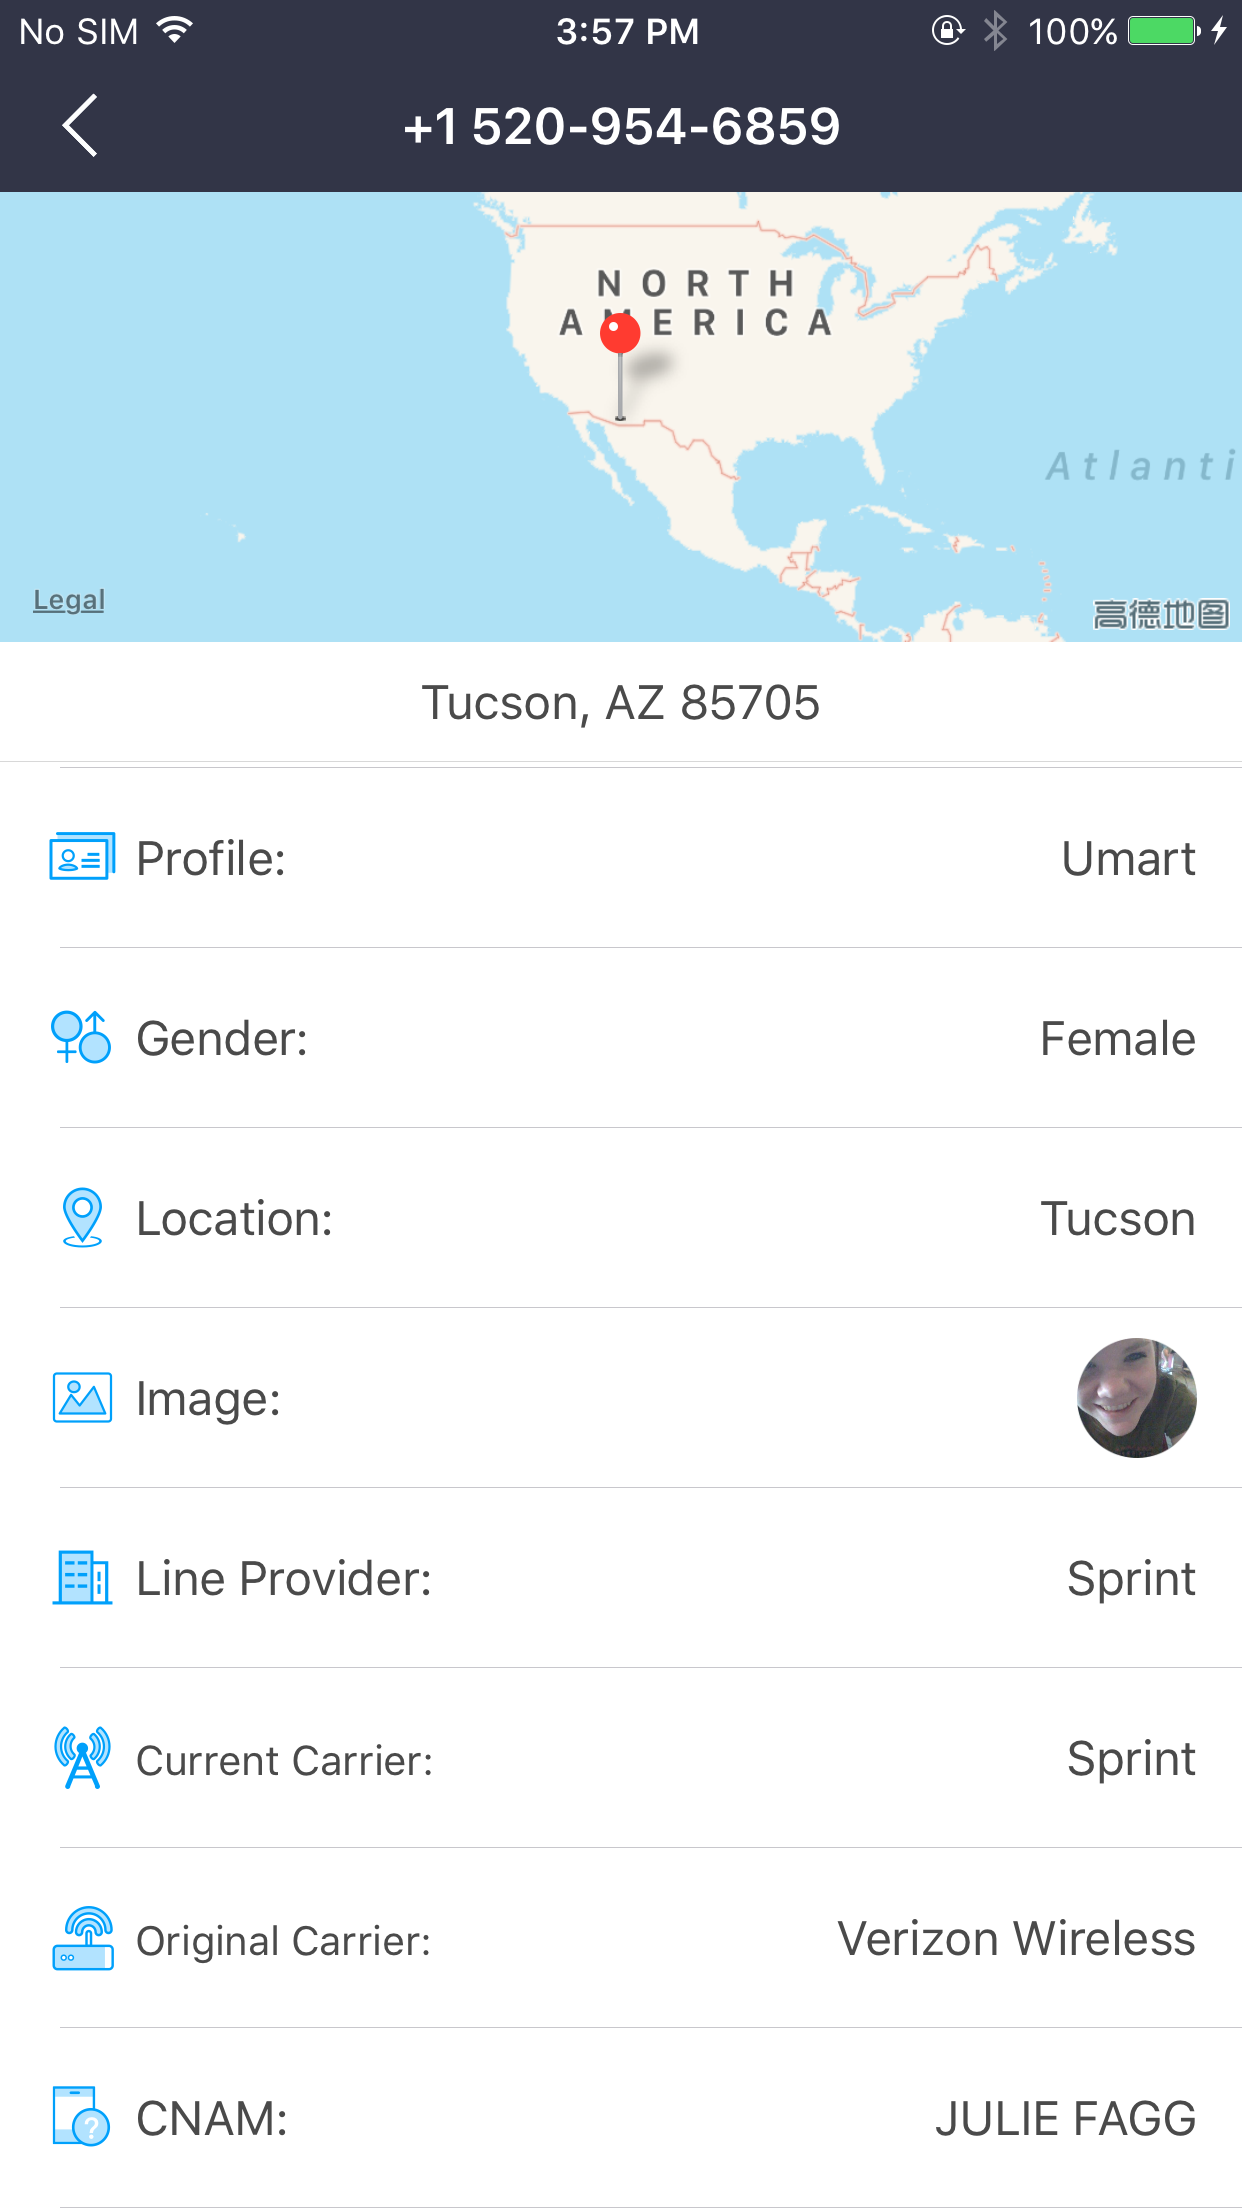 No SIM 3:57 PM 100%
+1 520-954-6859
NORTH
AMERICA
Atlanti
Legal
高德地图
Tucson, AZ 85705
Profile: Umart
Gender: Female
Location: Tucson
Image:
Line Provider: Sprint
Current Carrier: Sprint
Original Carrier: Verizon Wireless
?
CNAM: JULIE FAGG